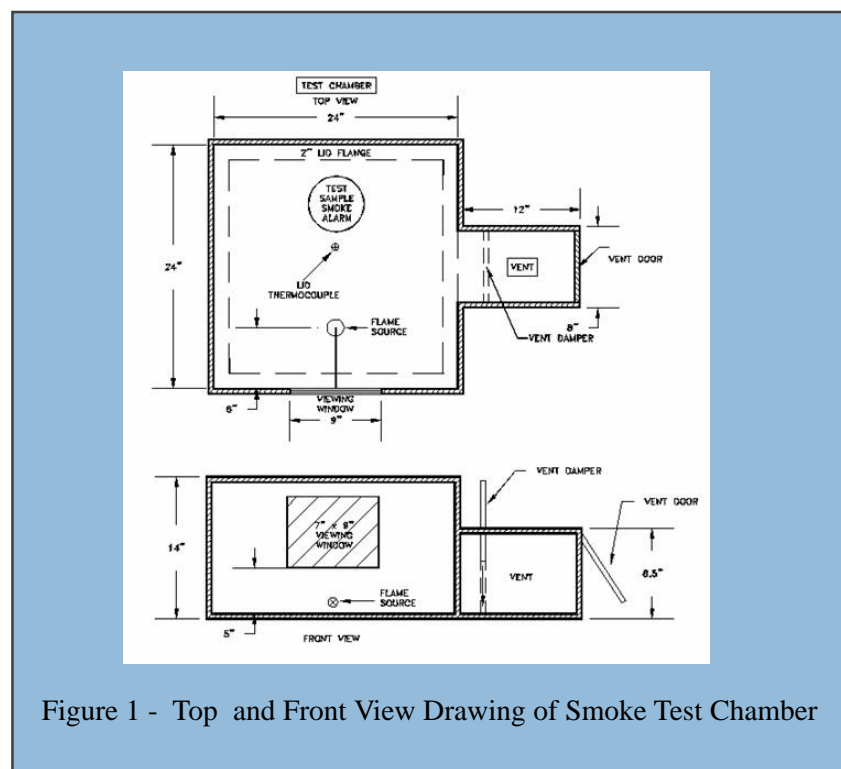 TEST CHAMBER
TOP VIEW
24"
2" LID FLANGE
TEST
SAMPLE
SMOKE
ALARM
12"
24"
LID
THERMOCOUPLE
VENT
VENT DOOR
FLAME
SOURCE
8"
VENT DAMPER
6"
VIEWING
WINDOW
9"
VENT DAMPER
VENT DOOR
14"
7" x 9"
VIEWING
WINDOW
VENT
8.5"
FLAME
SOURCE
5"
FRONT VIEW
Figure 1 - Top and Front View Drawing of Smoke Test Chamber